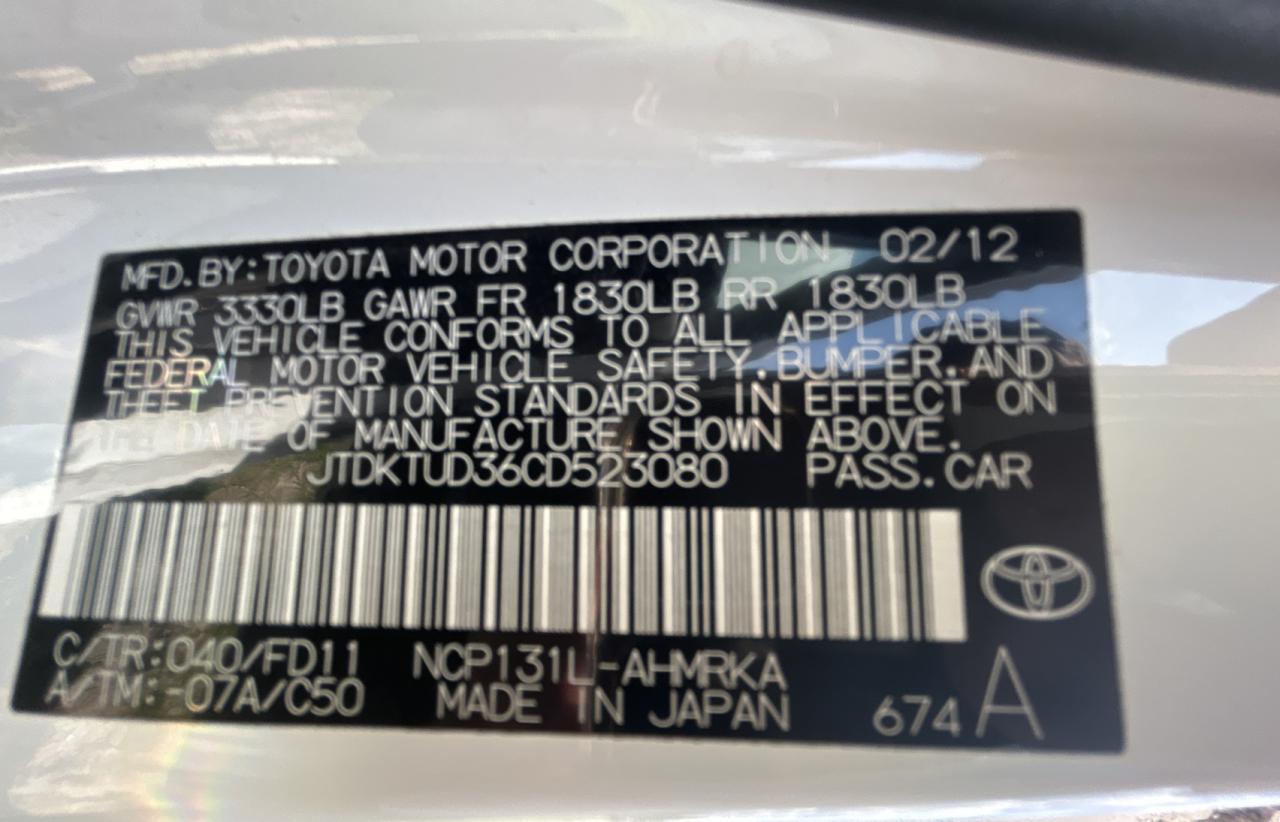 MFD.BY:TOYOTA MOTOR CORPORATION 02/12
GVWR 3330LB GAWR FR 1830LB RR 1830LB
THIS VEHICLE CONFORMS TO ALL APPLICABLE
FEDERAL MOTOR VEHICLE SAFETY,BUMPER,AND
THEFT PREVENTION STANDARDS IN EFFECT ON
THE DATE OF MANUFACTURE SHOWN ABOVE.
JTDKTUD36CD523080 PASS.CAR
C/TR:040/FD11 NCP131L-AHMRKA
A/TM:-07A/C50 MADE IN JAPAN 674 A